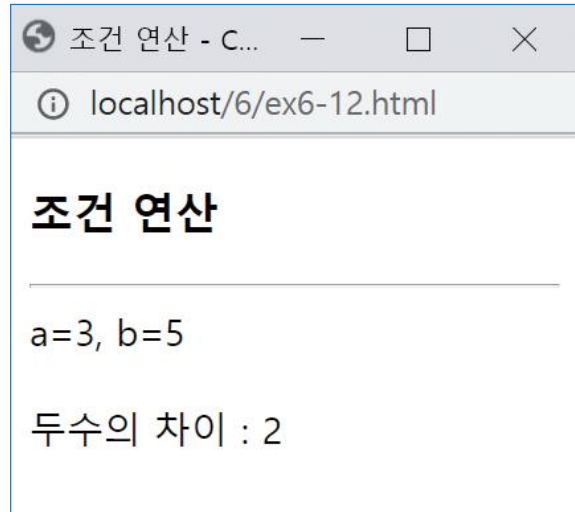 조건 연산 - C...
localhost/6/ex6-12.html
조건 연산
a=3, b=5
두수의 차이 : 2